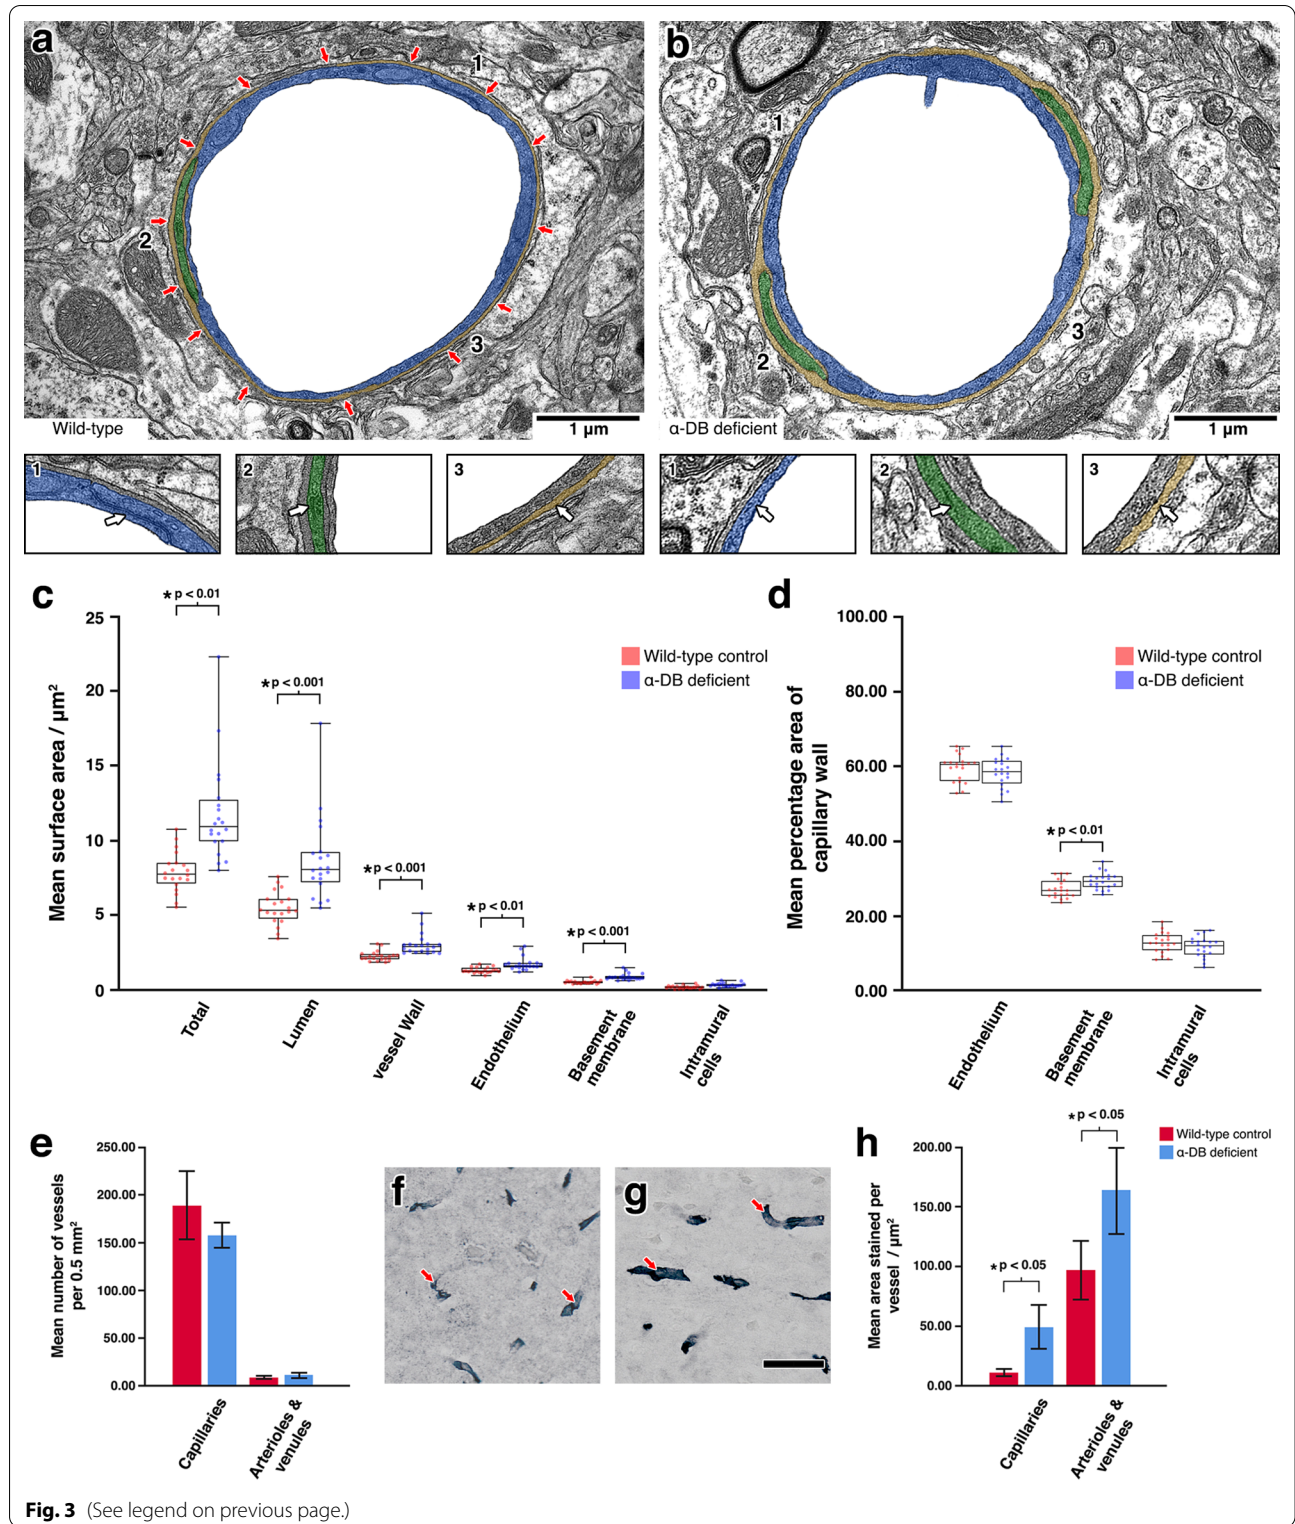 a
1
2
3
Wild-type
1 µm
b
1
2
3
α-DB deficient
1 µm
1
2
3
1
2
3
c
Mean surface area / µm²
25
20
15
10
5
0
* p < 0.01
* p < 0.001
* p < 0.001
* p < 0.01
* p < 0.001
Wild-type control
α-DB deficient
Total
Lumen
vessel Wall
Endothelium
Basement
membrane
Intramural
cells
d
Mean percentage area of
capillary wall
100.00
80.00
60.00
40.00
20.00
0.00
* p < 0.01
Wild-type control
α-DB deficient
Endothelium
Basement
membrane
Intramural
cells
e
Mean number of vessels
per 0.5 mm²
250.00
200.00
150.00
100.00
50.00
0.00
Capillaries
Arterioles &
venules
f
g
h
Mean area stained per
vessel / µm²
200.00
150.00
100.00
50.00
0.00
* p < 0.05
* p < 0.05
Wild-type control
α-DB deficient
Capillaries
Arterioles &
venules
Fig. 3 (See legend on previous page.)